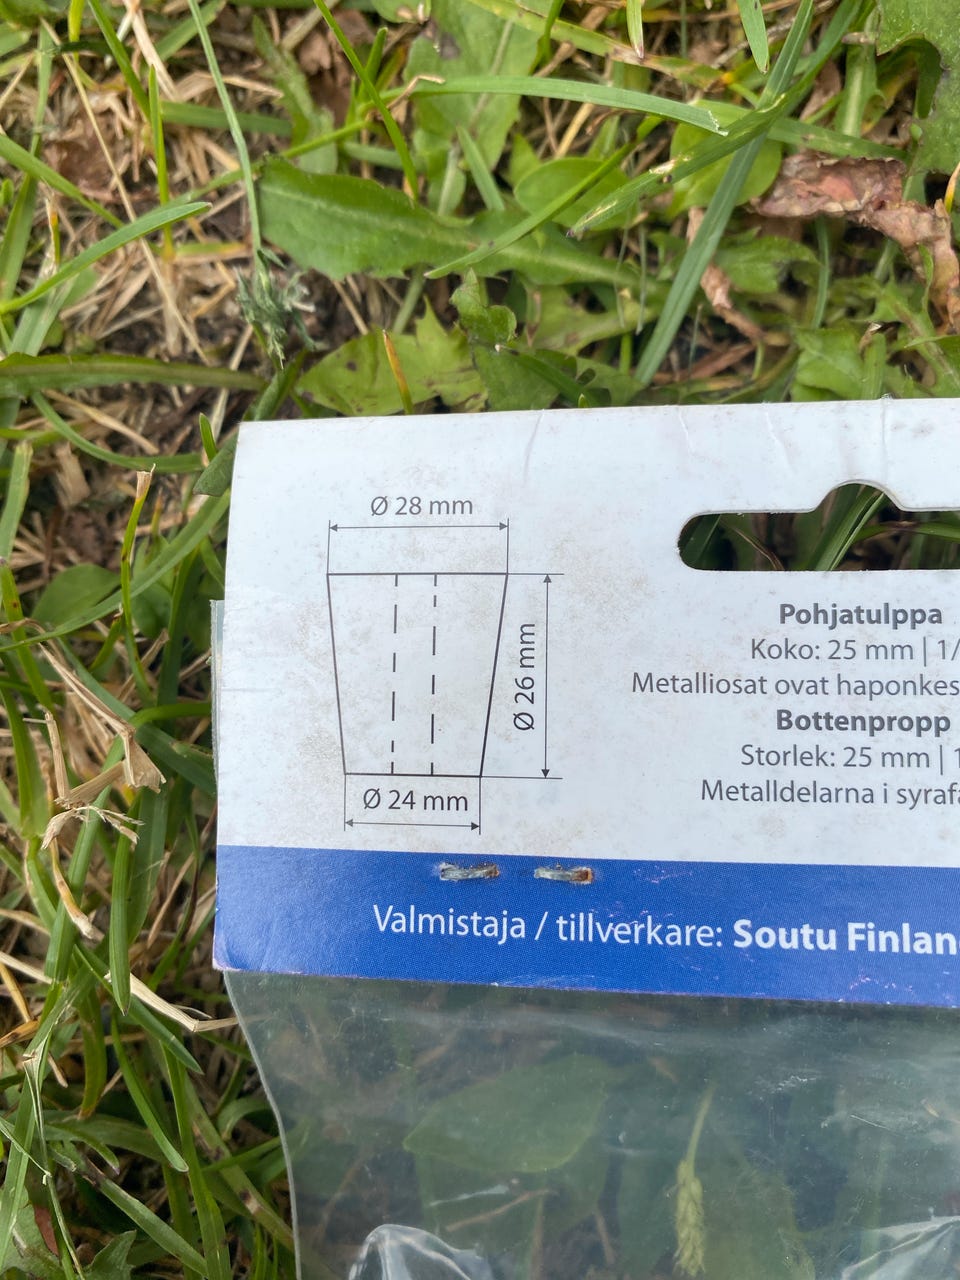 Ø 28 mm
Ø 26 mm
Ø 24 mm
Pohjatulppa
Koko: 25 mm | 1/
Metalliosat ovat haponkes
Bottenpropp
Storlek: 25 mm | 1
Metalldelarna i syraf
Valmistaja / tillverkare: Soutu Finlan